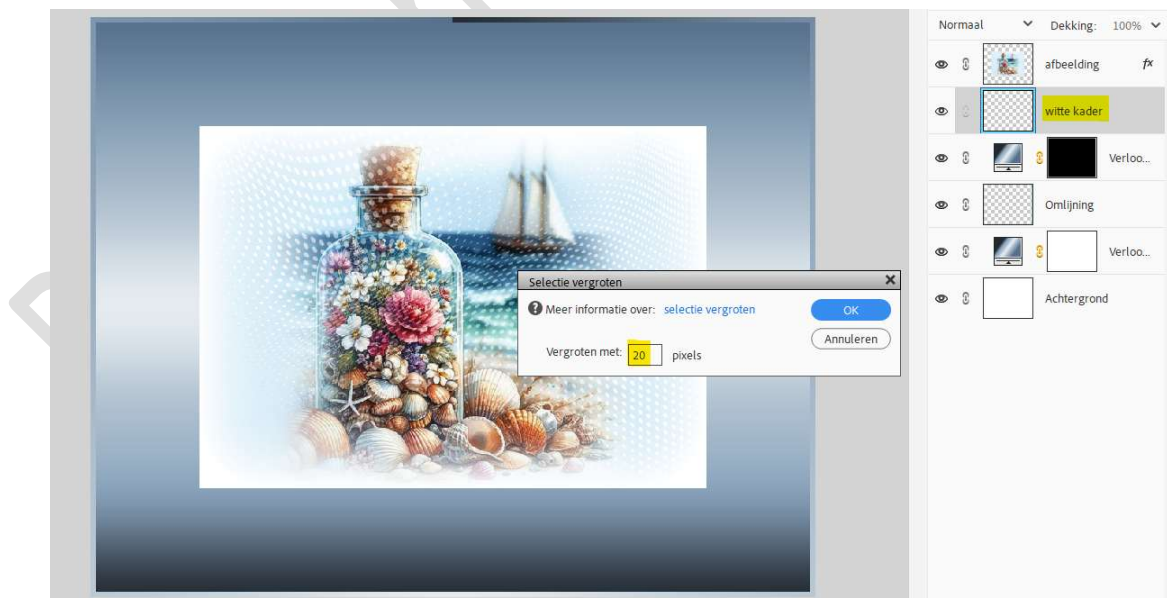 Normaal Dekking: 100%
afbeelding fx
witte kader
Verloo...
Omlijning
Verloo...
Achtergrond
Selectie vergroten
Meer informatie over: selectie vergroten
OK
Annuleren
Vergroten met: 20 pixels